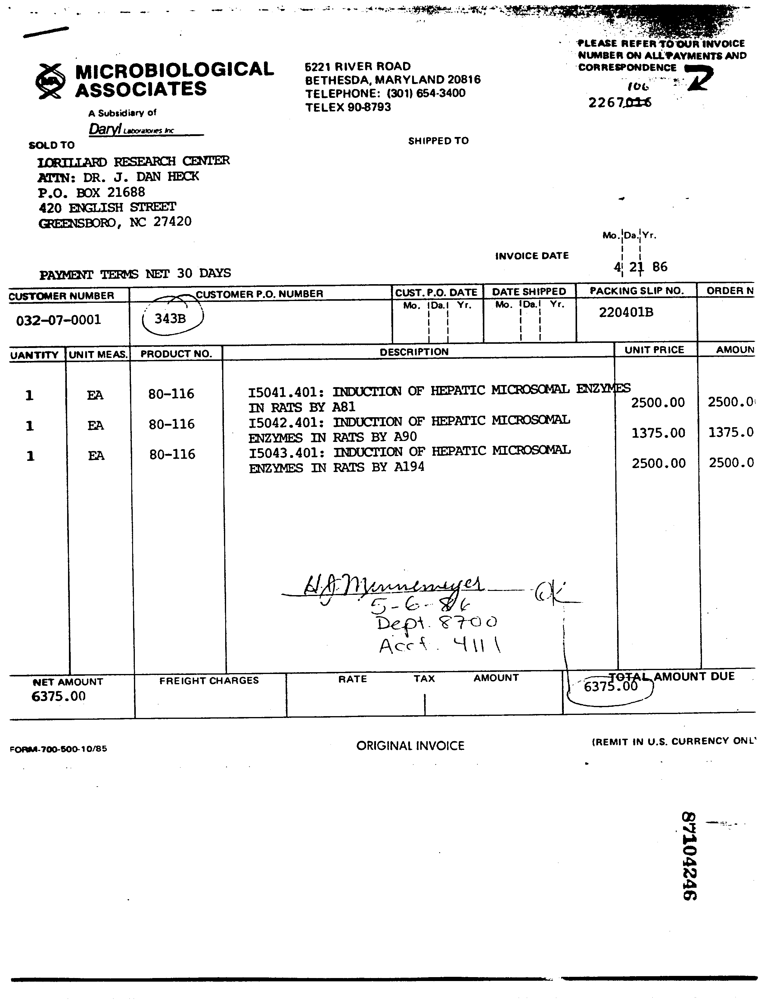 PLEASE REFER TO OUR INVOICE
NUMBER ON ALL PAYMENTS AND
CORRESPONDENCE
106
2267016
MICROBIOLOGICAL
ASSOCIATES
A Subsidiary of
Daryl Laboratories Inc
5221 RIVER ROAD
BETHESDA, MARYLAND 20816
TELEPHONE: (301) 654-3400
TELEX 90-8793
SOLD TO
SHIPPED TO
LORILLARD RESEARCH CENTER
ATTN: DR. J. DAN HECK
P.O. BOX 21688
420 ENGLISH STREET
GREENSBORO, NC 27420
Mo. Da. Yr.
INVOICE DATE
4 21 86
PAYMENT TERMS NET 30 DAYS
CUSTOMER NUMBER CUSTOMER P.O. NUMBER CUST. P.O. DATE DATE SHIPPED PACKING SLIP NO. ORDER N
Mo. Da. Yr. Mo. Da. Yr.
032-07-0001 343B 220401B
UANTITY UNIT MEAS. PRODUCT NO. DESCRIPTION UNIT PRICE AMOUN
1 EA 80-116 I5041.401: INDUCTION OF HEPATIC MICROSOMAL ENZYMES
IN RATS BY A81 2500.00 2500.0
1 EA 80-116 I5042.401: INDUCTION OF HEPATIC MICROSOMAL
ENZYMES IN RATS BY A90 1375.00 1375.0
1 EA 80-116 I5043.401: INDUCTION OF HEPATIC MICROSOMAL
ENZYMES IN RATS BY A194 2500.00 2500.0
H.J. Minnemeyer ok
5-6-86
Dept. 8700
Acct. 4111
NET AMOUNT FREIGHT CHARGES RATE TAX AMOUNT TOTAL AMOUNT DUE
6375.00 6375.00
FORM-700-500-10/85
ORIGINAL INVOICE
(REMIT IN U.S. CURRENCY ONL
87104246